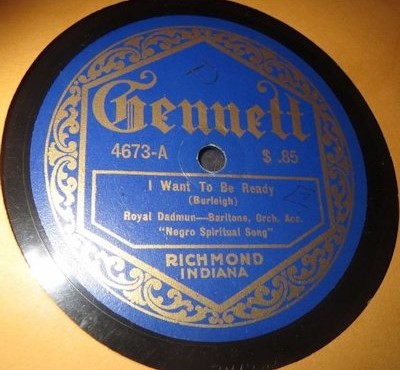 Gennett
4673-A $ .85
I Want To Be Ready
(Burleigh)
Royal Dadmun—Baritone, Orch. Acc.
"Negro Spiritual Song"
RICHMOND
INDIANA